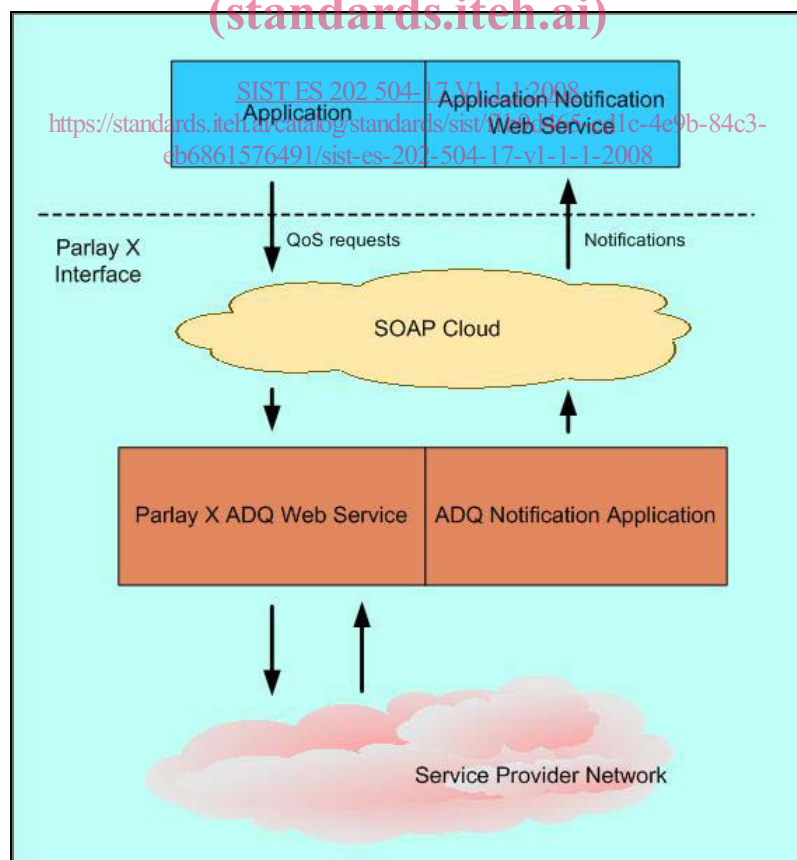 (standards.iteh.ai)
SIST ES 202 504-17 V1.1.1:2008
Application
Application Notification
Web Service
https://standards.iteh.ai/catalog/standards/sist/
d1c-4e9b-84c3-
eb6861576491/sist-es-202-504-17-v1-1-1-2008
QoS requests
Notifications
Parlay X
Interface
SOAP Cloud
Parlay X ADQ Web Service
ADQ Notification Application
Service Provider Network